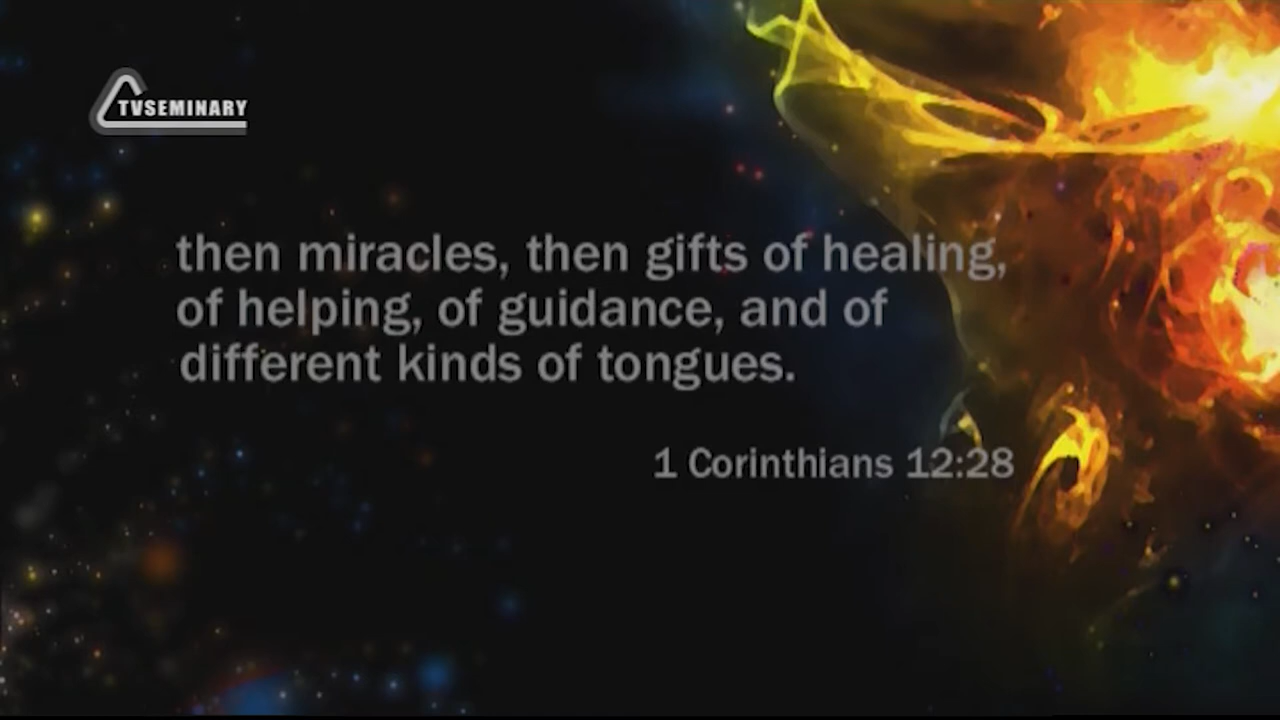 TVSEMINARY
then miracles, then gifts of healing,
of helping, of guidance, and of
different kinds of tongues.
1 Corinthians 12:28